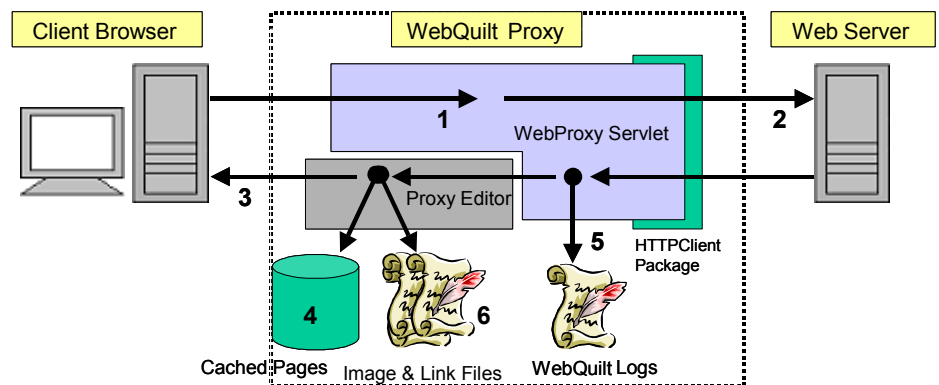 Client Browser
WebQuilt Proxy
Web Server
1
2
WebProxy Servlet
3
Proxy Editor
5
HTTPClient
Package
4
6
Cached Pages
Image & Link Files
WebQuilt Logs